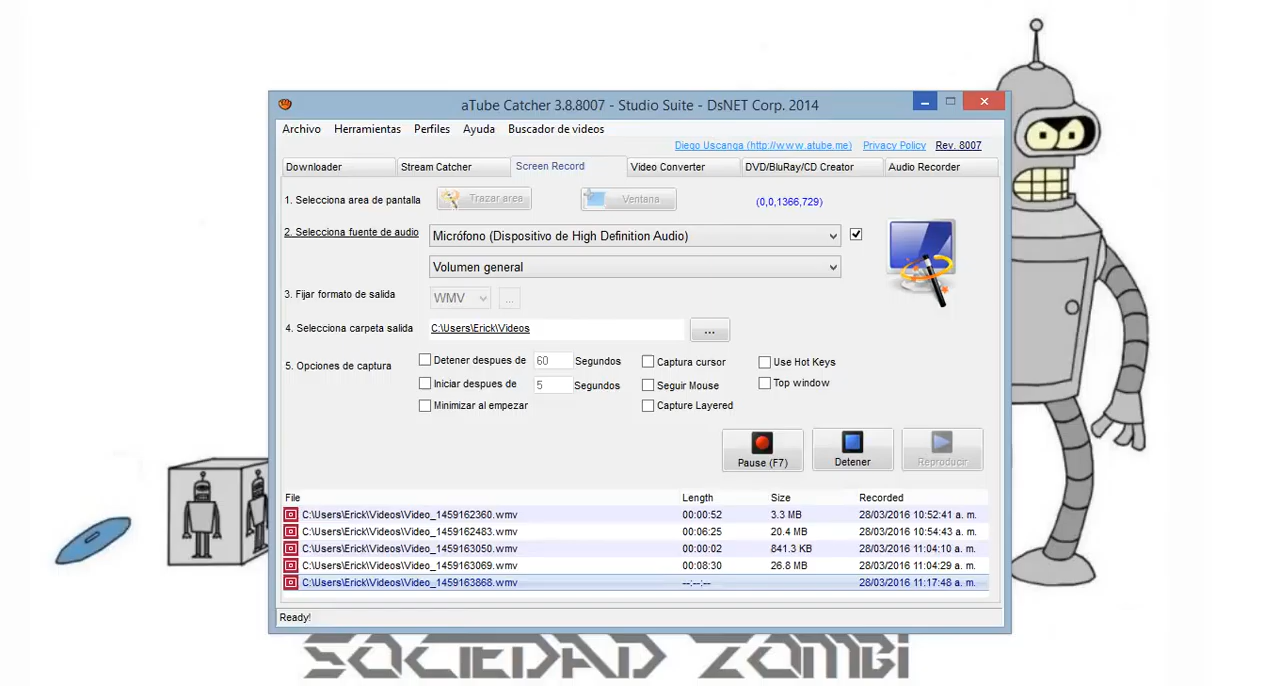 aTube Catcher 3.8.8007 - Studio Suite - DsNET Corp. 2014
Archivo Herramientas Perfiles Ayuda Buscador de videos
Diego Uscanga (http://www.atube.me) Privacy Policy Rev. 8007
Downloader Stream Catcher Screen Record Video Converter DVD/BluRay/CD Creator Audio Recorder
1. Selecciona area de pantalla Trazar area Ventana (0,0,1366,729)
2. Selecciona fuente de audio Micrófono (Dispositivo de High Definition Audio)
Volumen general
3. Fijar formato de salida WMV ...
4. Selecciona carpeta salida C:\Users\Erick\Videos ...
5. Opciones de captura Detener despues de 60 Segundos Captura cursor Use Hot Keys
Iniciar despues de 5 Segundos Seguir Mouse Top window
Minimizar al empezar Capture Layered
Pause (F7) Detener Reproducir
File Length Size Recorded
C:\Users\Erick\Videos\Video_1459162360.wmv 00:00:52 3.3 MB 28/03/2016 10:52:41 a. m.
C:\Users\Erick\Videos\Video_1459162483.wmv 00:06:25 20.4 MB 28/03/2016 10:54:43 a. m.
C:\Users\Erick\Videos\Video_1459163050.wmv 00:00:02 841.3 KB 28/03/2016 11:04:10 a. m.
C:\Users\Erick\Videos\Video_1459163069.wmv 00:08:30 26.8 MB 28/03/2016 11:04:29 a. m.
C:\Users\Erick\Videos\Video_1459163868.wmv --:--:-- 28/03/2016 11:17:48 a. m.
Ready!
SOCIEDAD ZOMBI